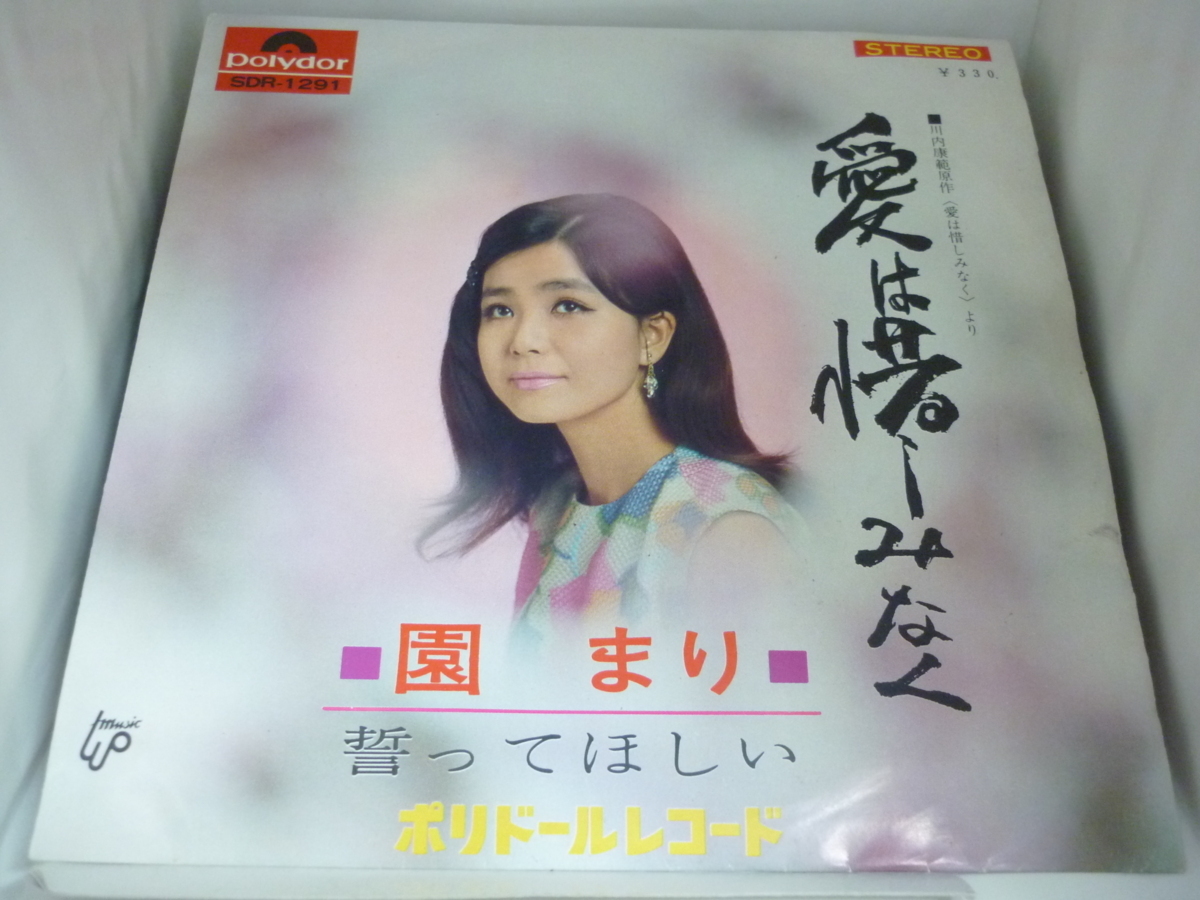 polydor
SDR-1291
STEREO
¥330.
■川内康範原作〈愛は惜しみなく〉より
愛は惜しみなく
■園 まり■
誓ってほしい
music up
ポリドールレコード